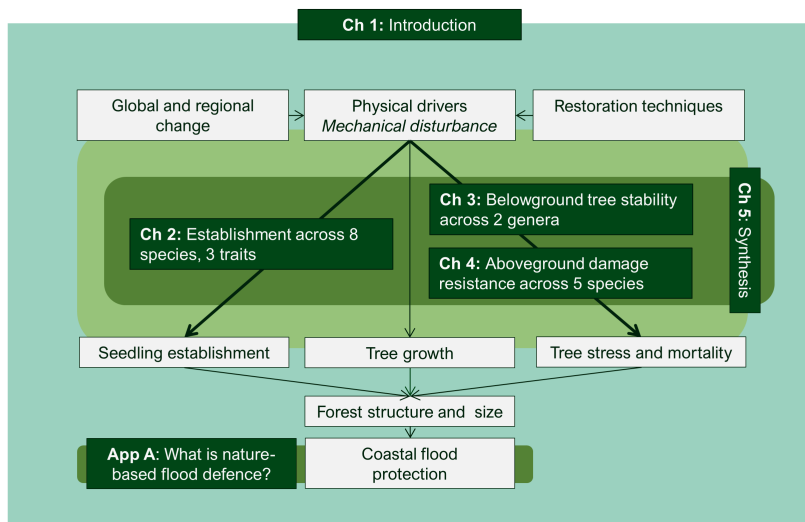 Ch 1: Introduction
Global and regional
change
Physical drivers
Mechanical disturbance
Restoration techniques
Ch 2: Establishment across 8
species, 3 traits
Ch 3: Belowground tree stability
across 2 genera
Ch 4: Aboveground damage
resistance across 5 species
Ch 5: Synthesis
Seedling establishment
Tree growth
Tree stress and mortality
Forest structure and size
App A: What is nature-
based flood defence?
Coastal flood
protection